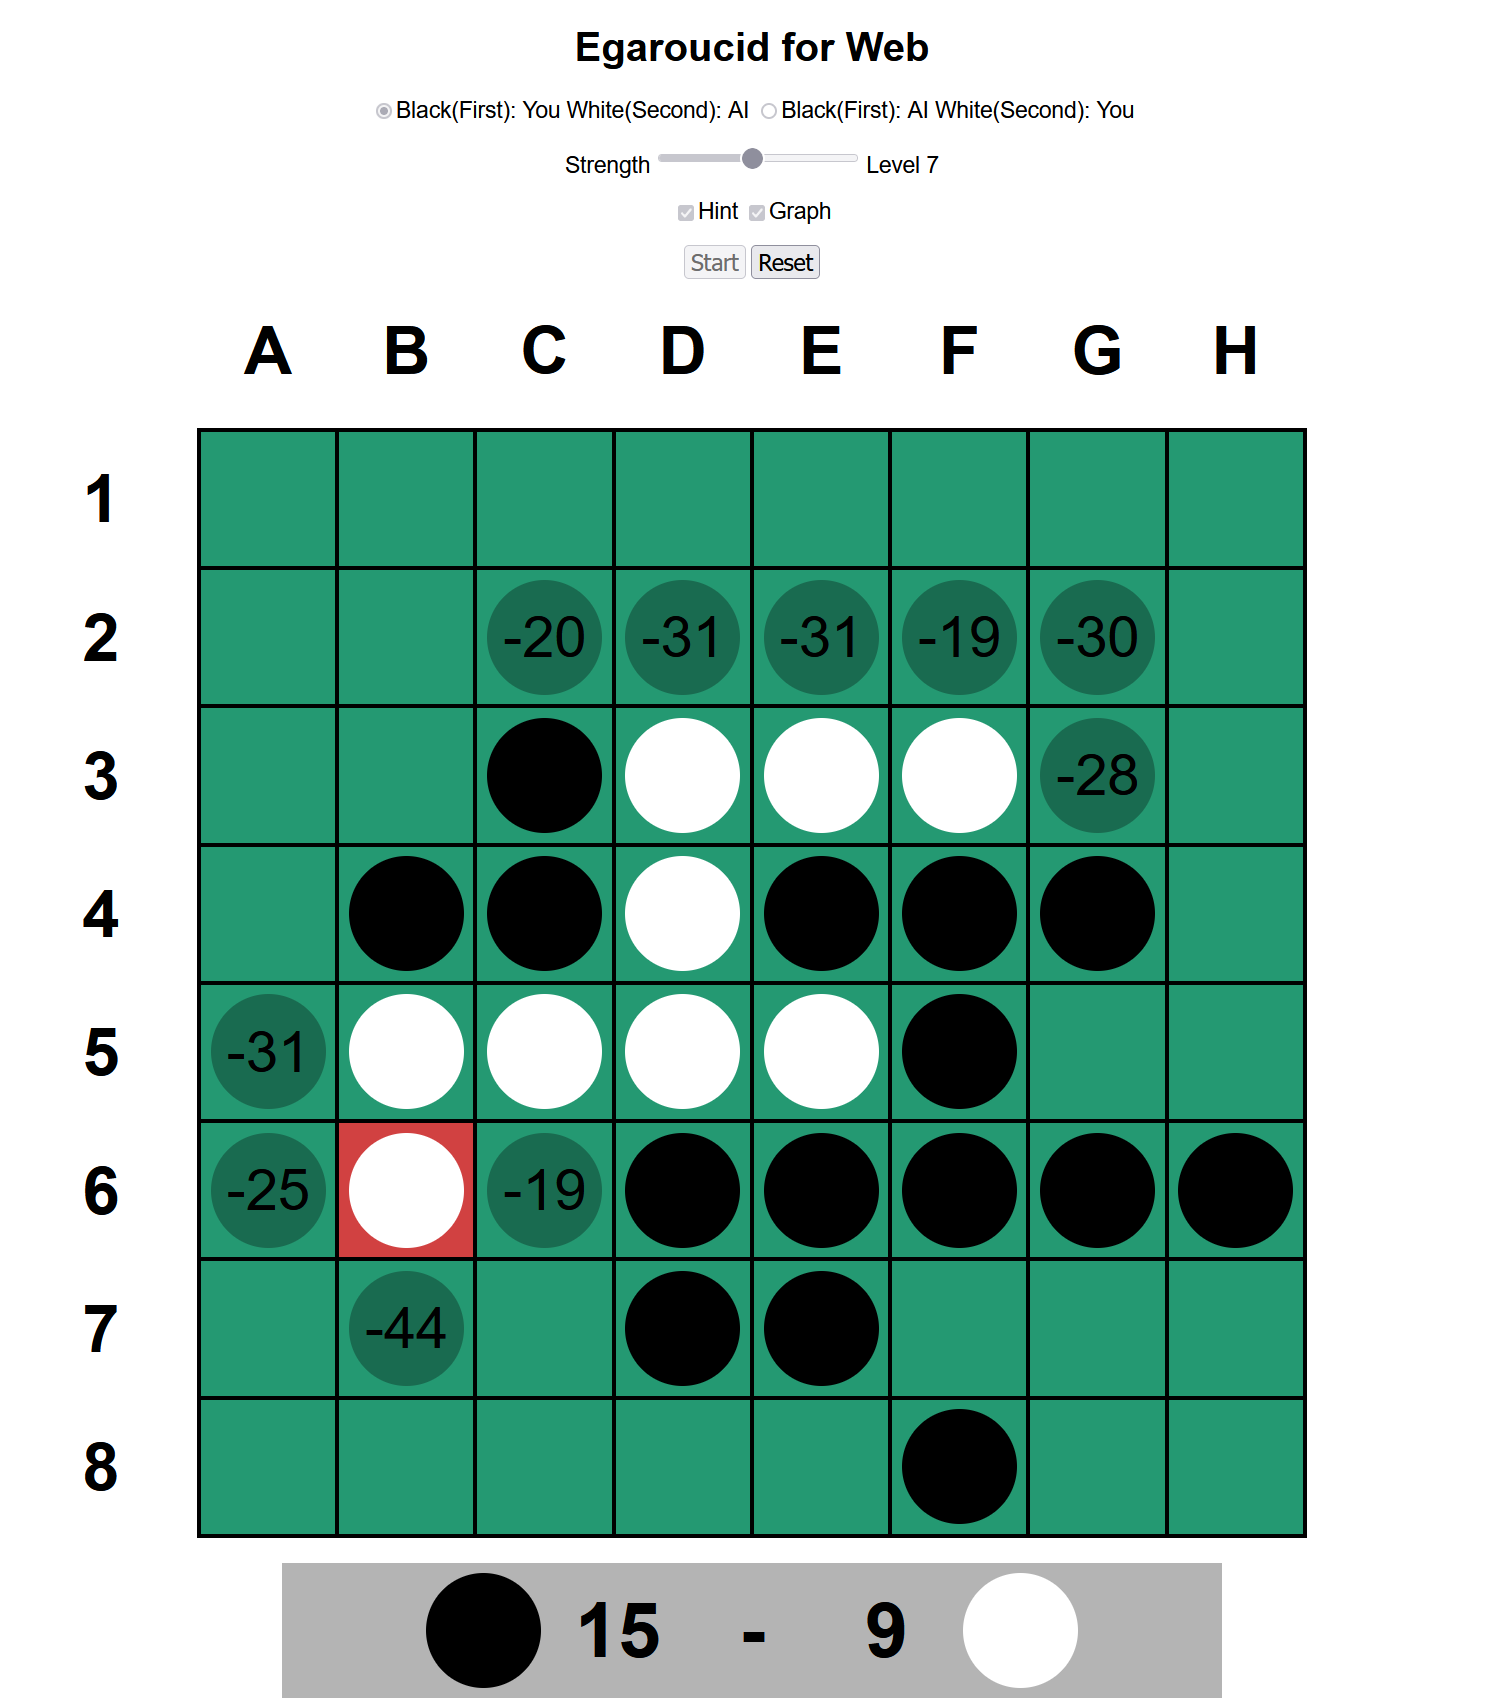 Egaroucid for Web
Black(First): You White(Second): AI Black(First): AI White(Second): You
Strength Level 7
Hint Graph
Start Reset
A B C D E F G H
1
2 -20 -31 -31 -19 -30
3 -28
4
5 -31
6 -25 -19
7 -44
8
15 - 9